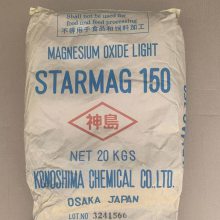 not be used for the
food and feed processing
不得用于食品和饲料加工
MAGNESIUM OXIDE LIGHT
STARMAG 150
神島
NET 20 KGS
KONOSHIMA CHEMICAL CO.,LTD.
OSAKA JAPAN
LOT NO 3241566